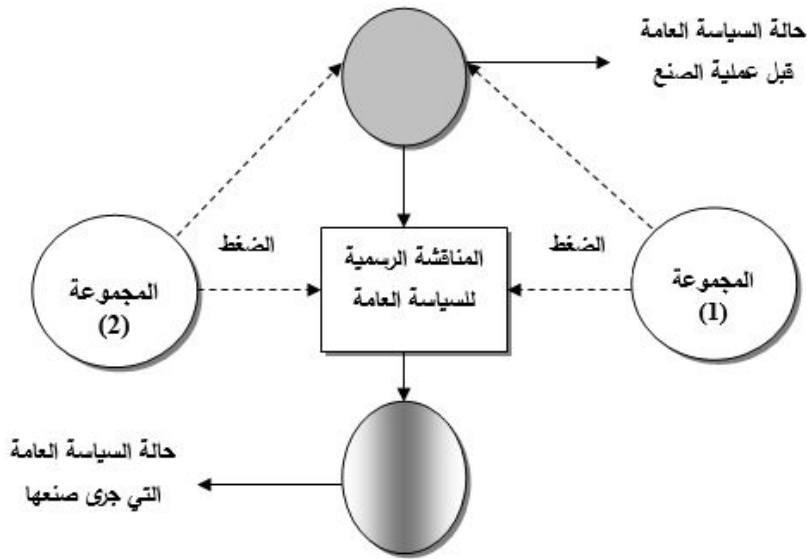 حالة السياسة العامة
قبل عملية الصنع
الضغط
الضغط
المناقشة الرسمية
للسياسة العامة
المجموعة
(1)
المجموعة
(2)
حالة السياسة العامة
التي جرى صنعها